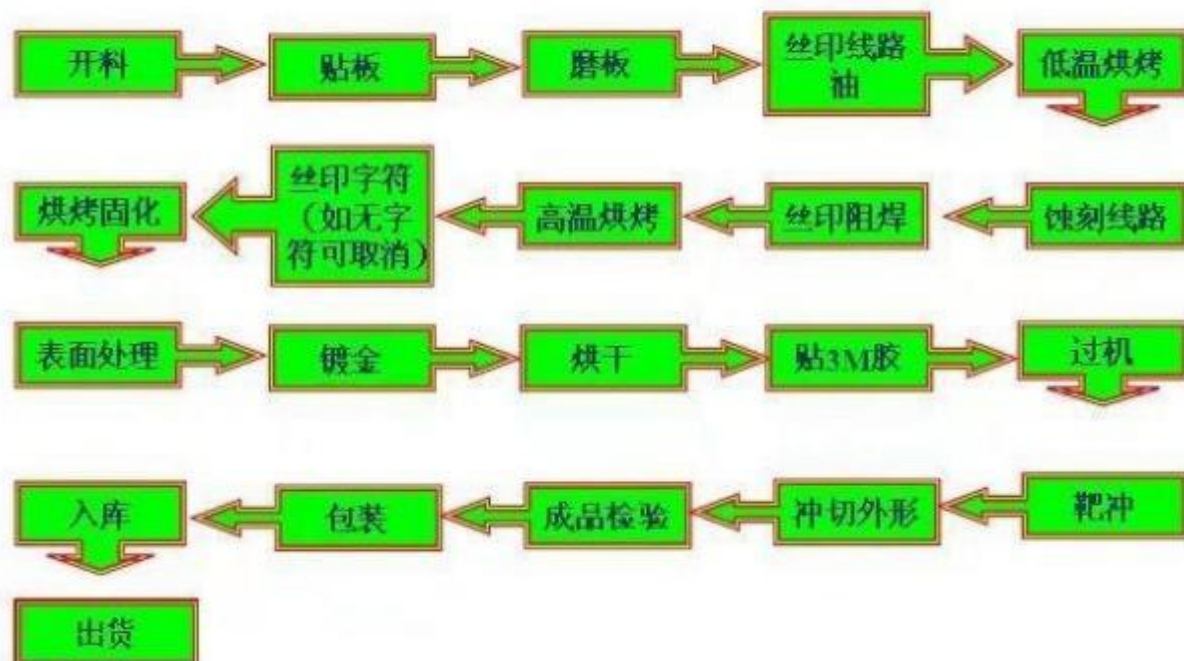 开料
贴板
磨板
丝印线路
油
低温烘烤
蚀刻线路
丝印阻焊
高温烘烤
丝印字符
（如无字
符可取消）
烘烤固化
表面处理
镀金
烘干
贴3M胶
过机
靶冲
冲切外形
成品检验
包装
入库
出货